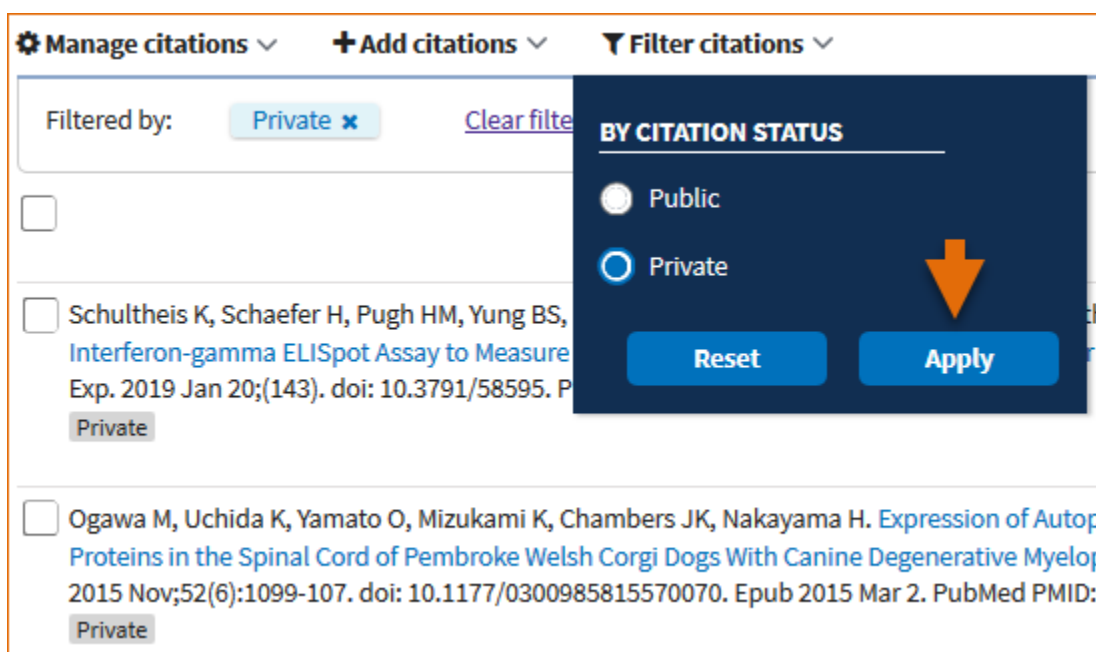 Manage citations
Add citations
Filter citations
Filtered by:
Private
Clear filte
BY CITATION STATUS
Public
Private
Reset
Apply
Schultheis K, Schaefer H, Pugh HM, Yung BS,
Interferon-gamma ELISpot Assay to Measure
Exp. 2019 Jan 20;(143). doi: 10.3791/58595. P
Private
Ogawa M, Uchida K, Yamato O, Mizukami K, Chambers JK, Nakayama H. Expression of Autop
Proteins in the Spinal Cord of Pembroke Welsh Corgi Dogs With Canine Degenerative Myelop
2015 Nov;52(6):1099-107. doi: 10.1177/0300985815570070. Epub 2015 Mar 2. PubMed PMID:
Private